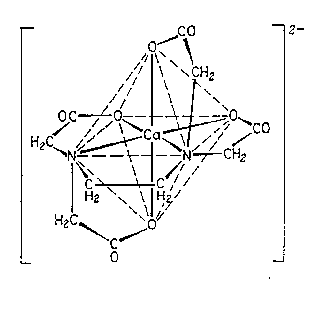 CO 2−
O
CH₂
OC O O
Ca CO
H₂C
N N CH₂
C C
H₂ H₂
H₂C
O
C
O